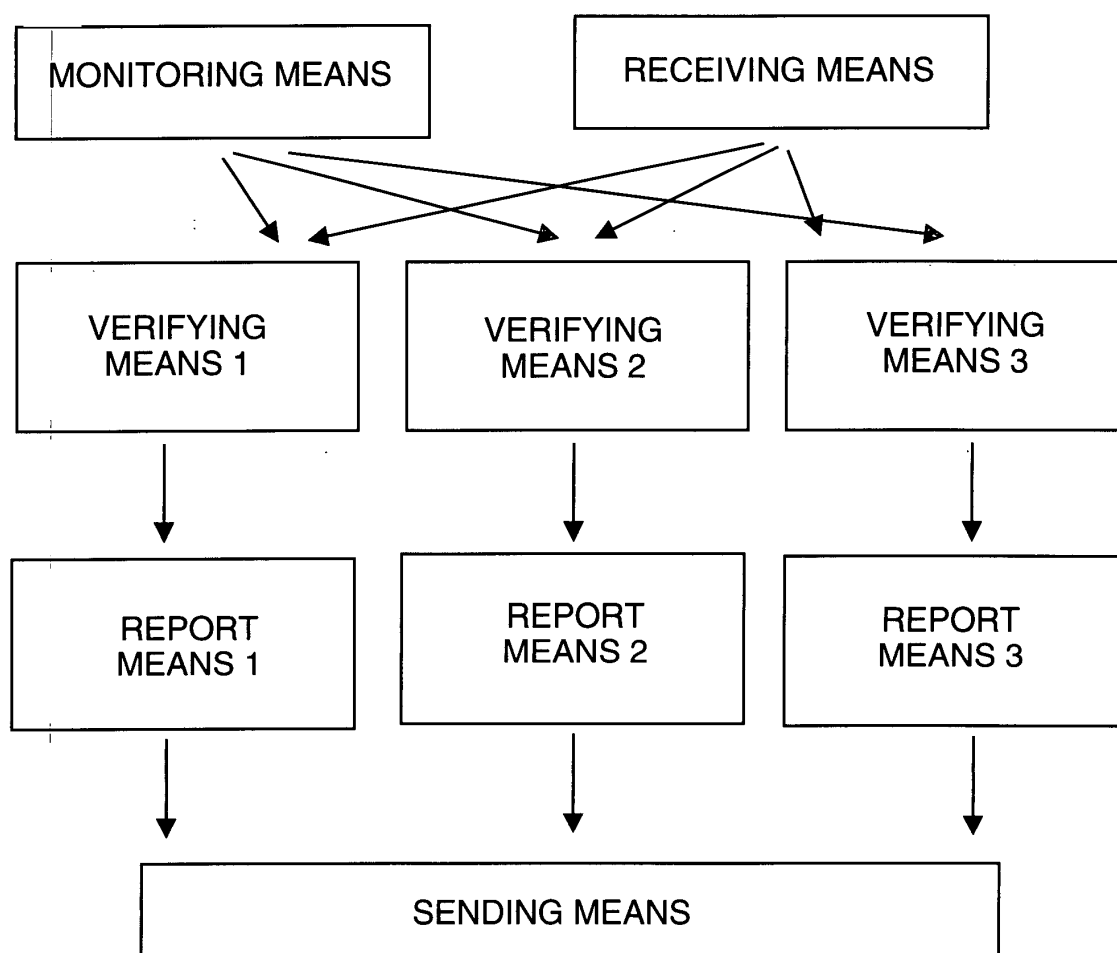 MONITORING MEANS
RECEIVING MEANS
VERIFYING
MEANS 1
VERIFYING
MEANS 2
VERIFYING
MEANS 3
REPORT
MEANS 1
REPORT
MEANS 2
REPORT
MEANS 3
SENDING MEANS